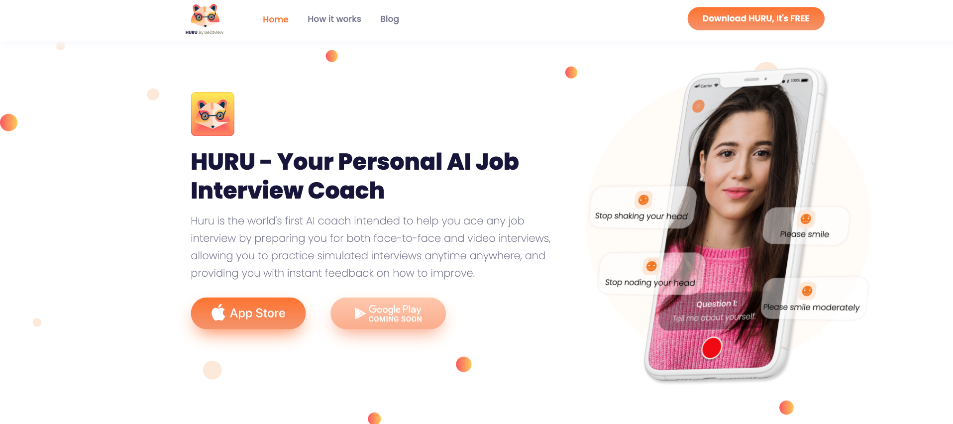 HURU By Bestview
Home
How it works
Blog
Download HURU, It's FREE
HURU - Your Personal AI Job
Interview Coach
Huru is the world's first AI coach intended to help you ace any job
interview by preparing you for both face-to-face and video interviews,
allowing you to practice simulated interviews anytime anywhere, and
providing you with instant feedback on how to improve.
App Store
Google Play
COMING SOON
Carrier
100%
Stop shaking your head
Please smile
Stop noding your head
Please smile moderately
Question 1:
Tell me about yourself.